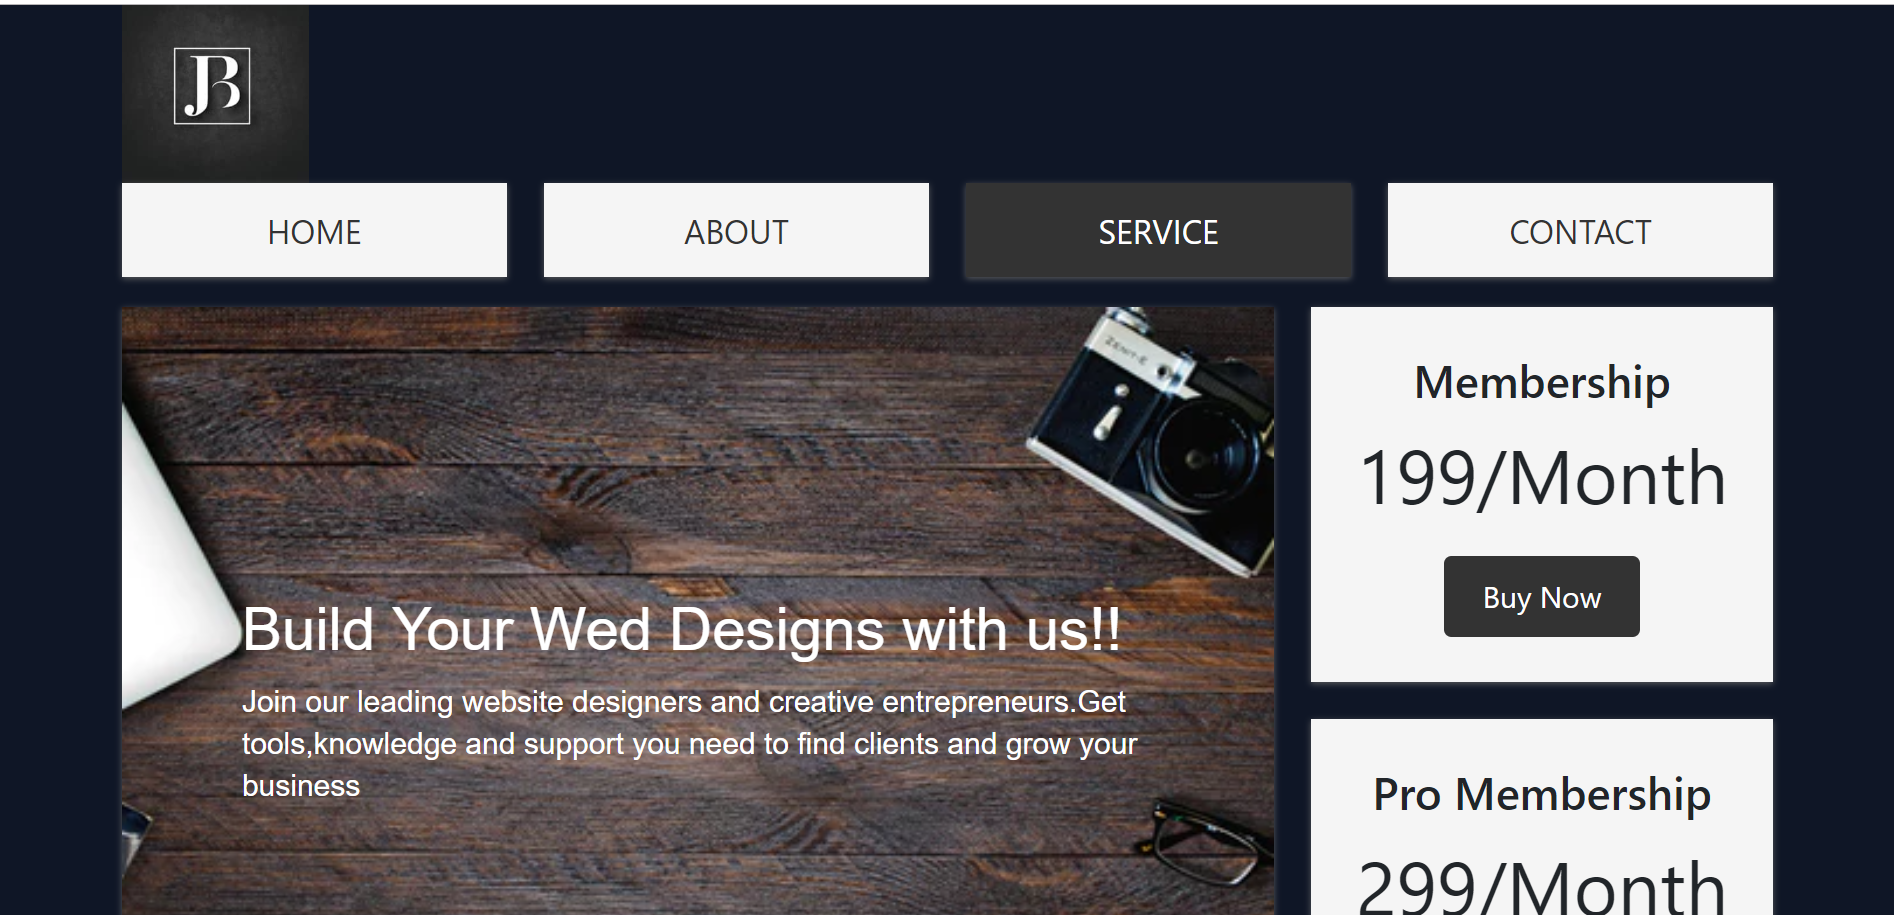 JB
HOME
ABOUT
SERVICE
CONTACT
ZENIT-E
Build Your Wed Designs with us!!
Join our leading website designers and creative entrepreneurs.Get
tools,knowledge and support you need to find clients and grow your
business
Membership
199/Month
Buy Now
Pro Membership
299/Month